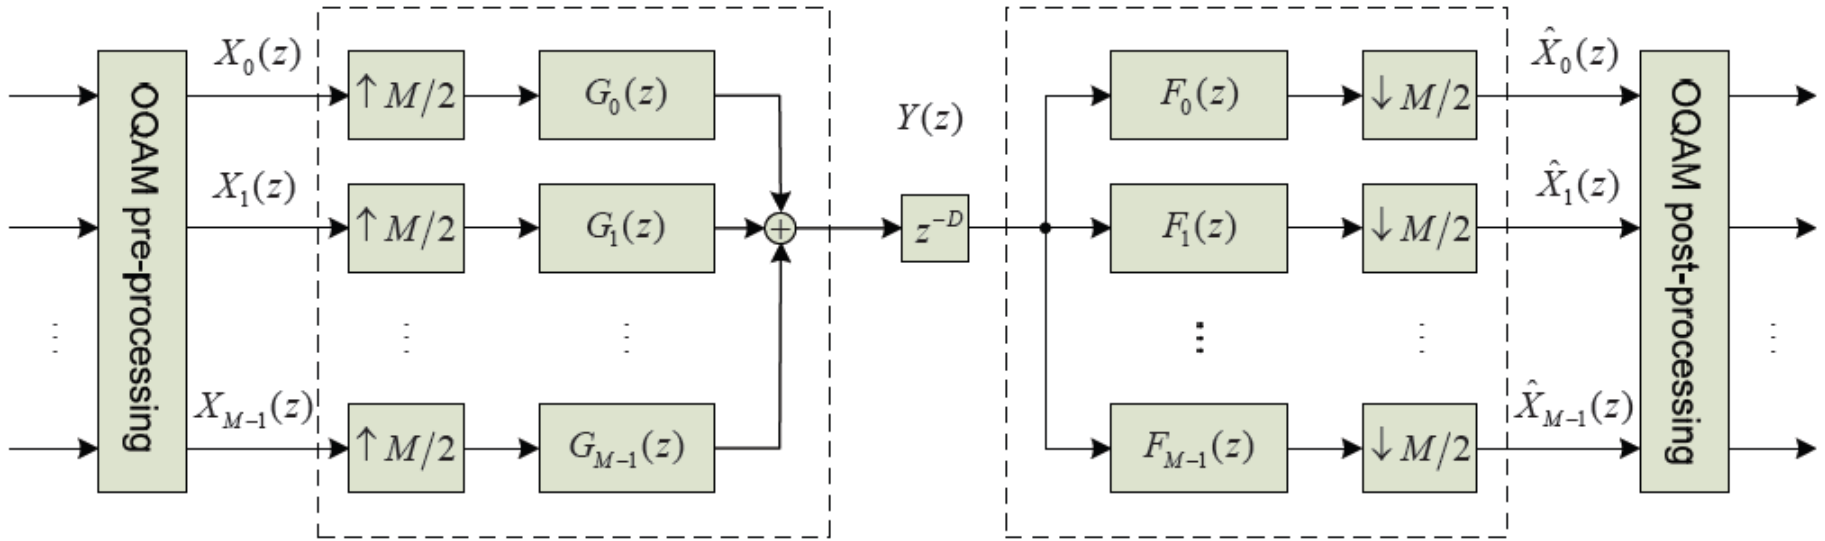 OQAM pre-processing
X_0(z)
↑ M/2
G_0(z)
X_1(z)
↑ M/2
G_1(z)
⋮
⋮
⋮
X_{M-1}(z)
↑ M/2
G_{M-1}(z)
+
Y(z)
z^{-D}
F_0(z)
↓ M/2
X̂_0(z)
F_1(z)
↓ M/2
X̂_1(z)
⋮
⋮
⋮
F_{M-1}(z)
↓ M/2
X̂_{M-1}(z)
OQAM post-processing